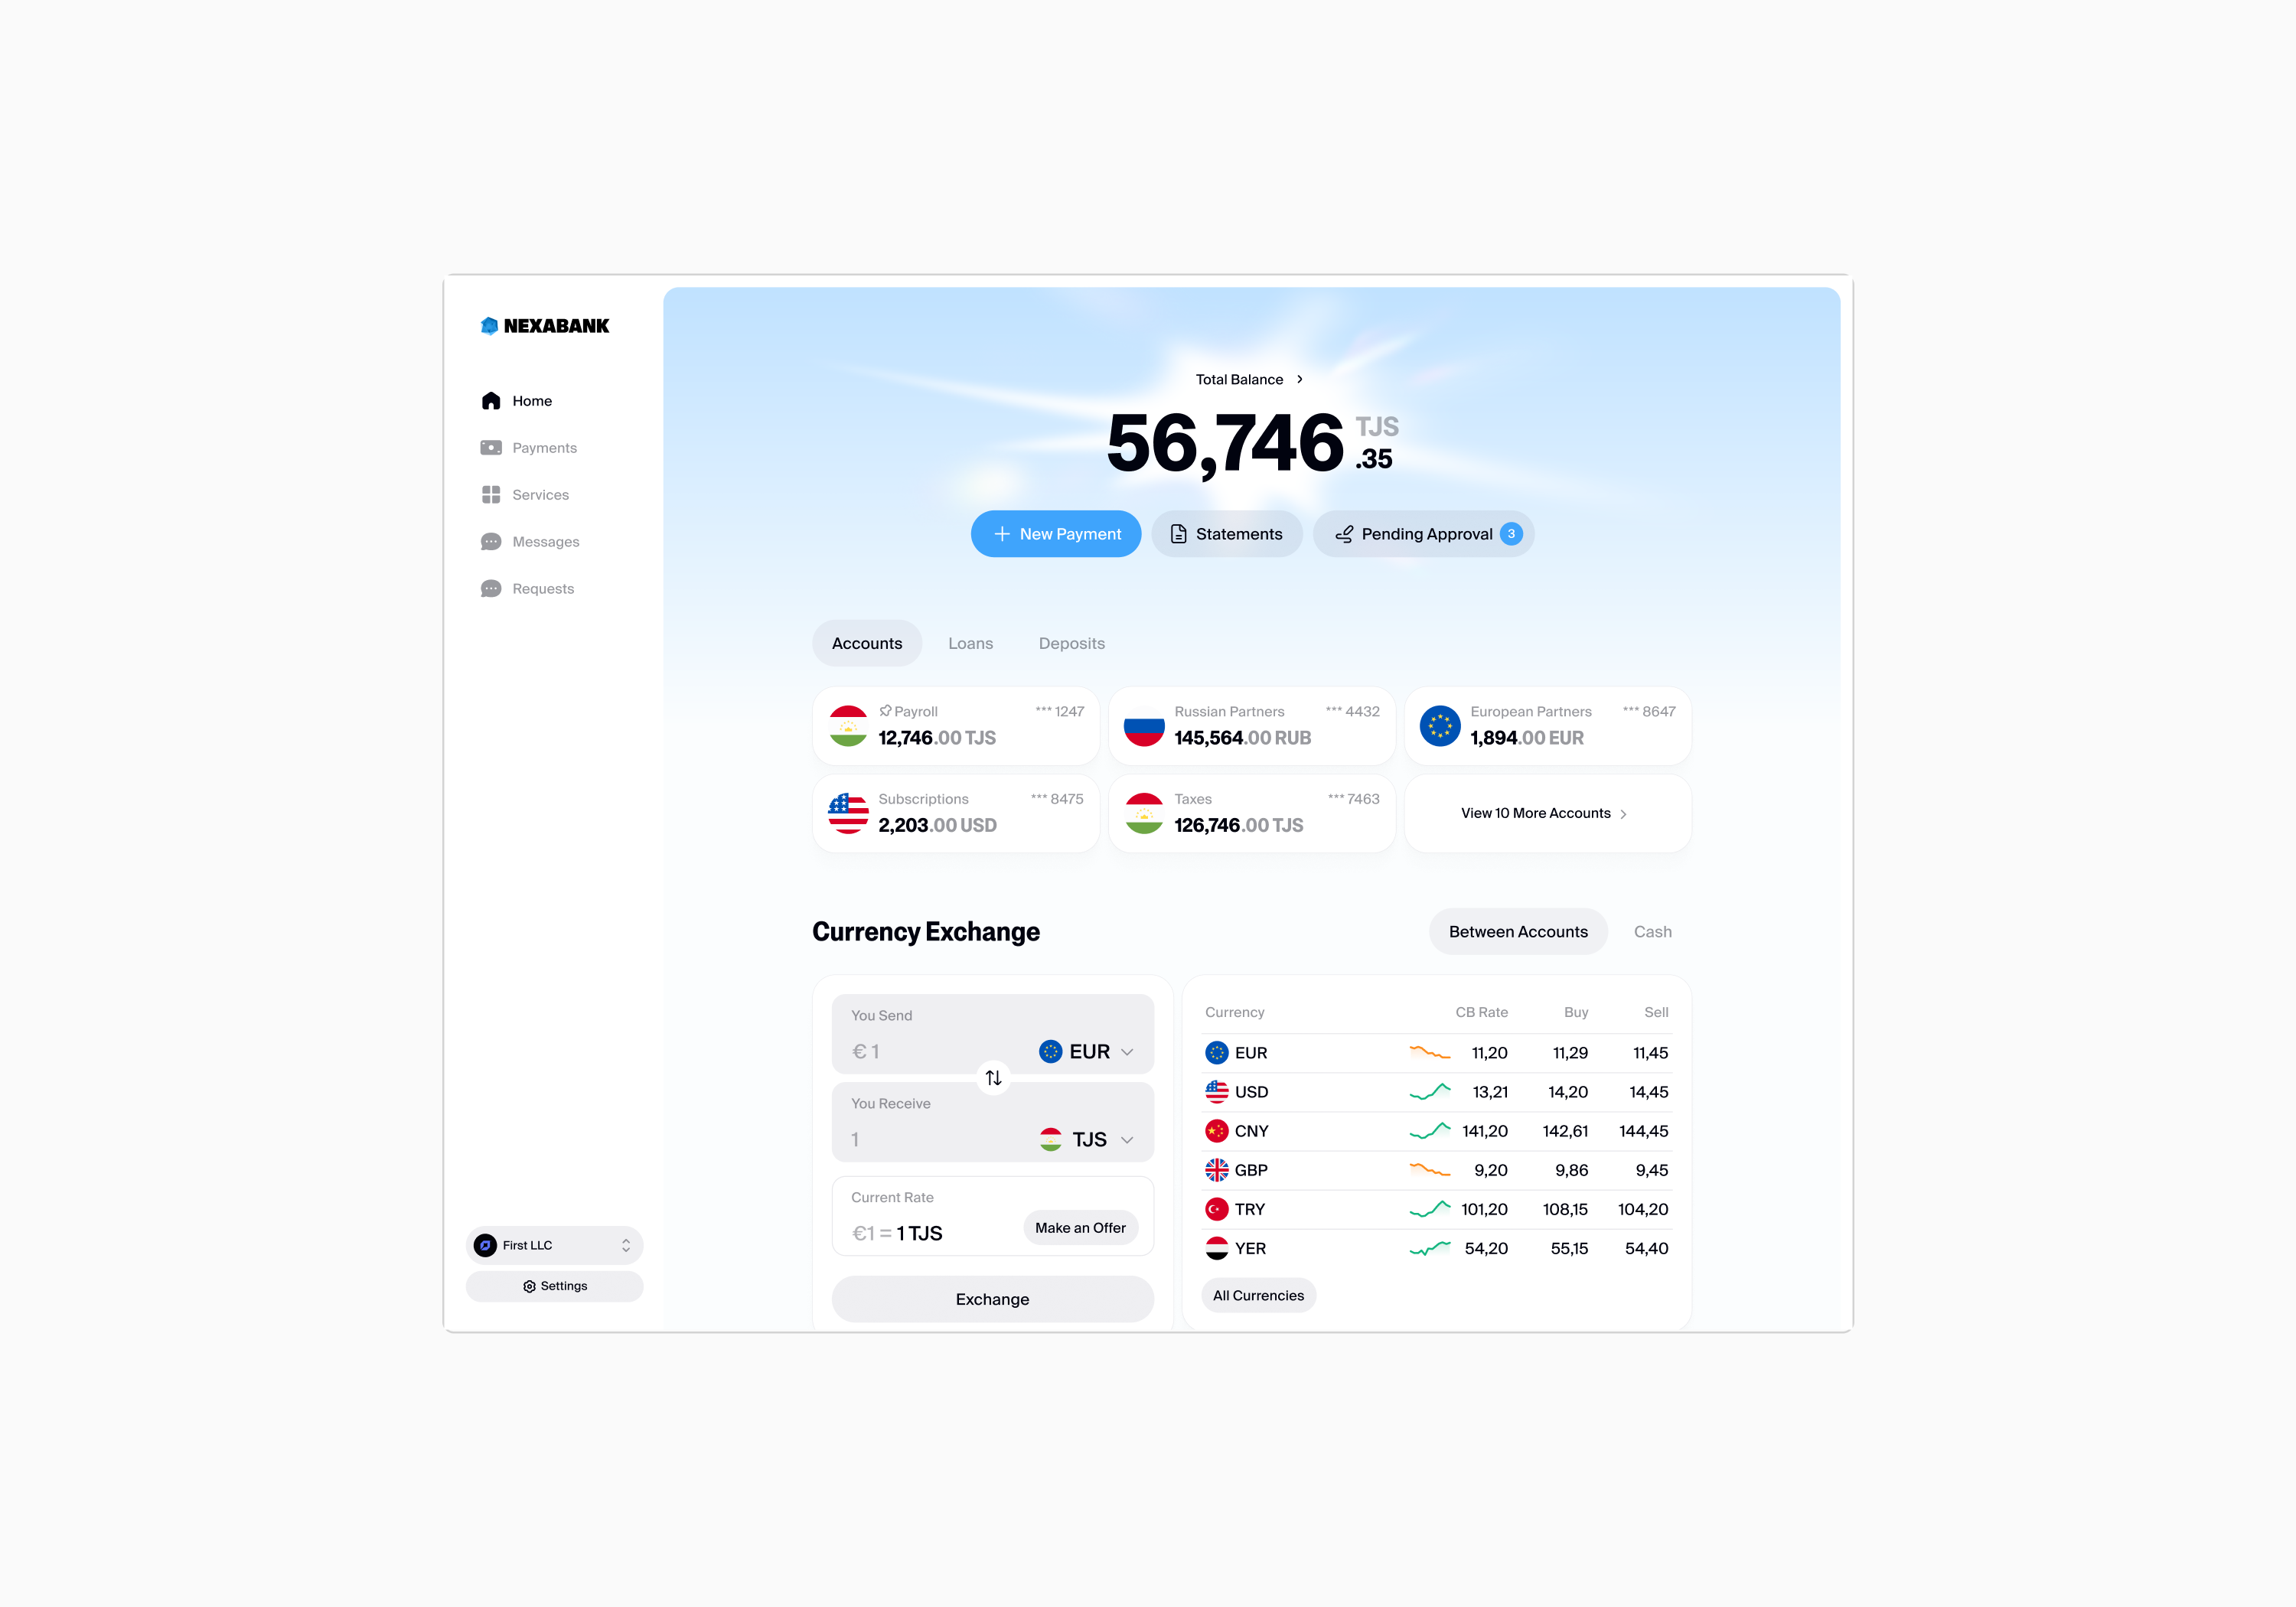 NEXABANK
Home
Payments
Services
Messages
Requests
First LLC
Settings
Total Balance
56,746 TJS
.35
New Payment
Statements
Pending Approval 3
Accounts Loans Deposits
Payroll *** 1247
12,746.00 TJS
Russian Partners *** 4432
145,564.00 RUB
European Partners *** 8647
1,894.00 EUR
Subscriptions *** 8475
2,203.00 USD
Taxes *** 7463
126,746.00 TJS
View 10 More Accounts
Currency Exchange
Between Accounts Cash
You Send
€ 1 EUR
You Receive
1 TJS
Current Rate
€1 = 1 TJS
Make an Offer
Exchange
Currency CB Rate Buy Sell
EUR 11,20 11,29 11,45
USD 13,21 14,20 14,45
CNY 141,20 142,61 144,45
GBP 9,20 9,86 9,45
TRY 101,20 108,15 104,20
YER 54,20 55,15 54,40
All Currencies